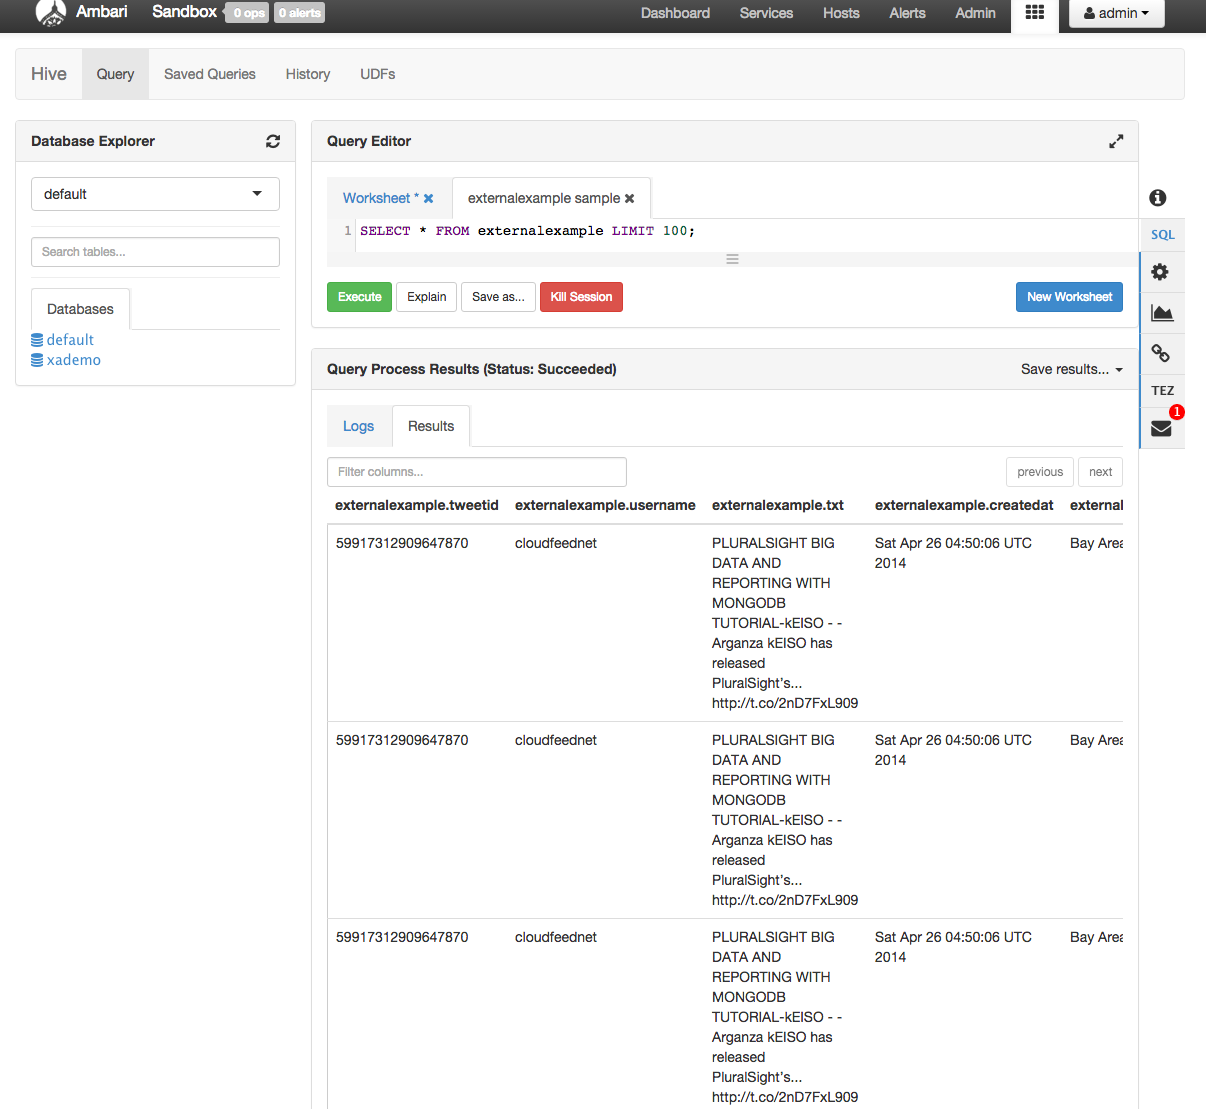 Ambari Sandbox 0 ops 0 alerts Dashboard Services Hosts Alerts Admin admin
Hive Query Saved Queries History UDFs
Database Explorer
default
Search tables...
Databases
default
xademo
Query Editor
Worksheet * externalexample sample
1 SELECT * FROM externalexample LIMIT 100;
Execute Explain Save as... Kill Session New Worksheet
SQL
TEZ
1
Query Process Results (Status: Succeeded) Save results...
Logs Results
Filter columns... previous next
externalexample.tweetid externalexample.username externalexample.txt externalexample.createdat external
59917312909647870 cloudfeednet PLURALSIGHT BIG Sat Apr 26 04:50:06 UTC Bay Area
DATA AND 2014
REPORTING WITH
MONGODB
TUTORIAL-kEISO - -
Arganza kEISO has
released
PluralSight's...
http://t.co/2nD7FxL909
59917312909647870 cloudfeednet PLURALSIGHT BIG Sat Apr 26 04:50:06 UTC Bay Area
DATA AND 2014
REPORTING WITH
MONGODB
TUTORIAL-kEISO - -
Arganza kEISO has
released
PluralSight's...
http://t.co/2nD7FxL909
59917312909647870 cloudfeednet PLURALSIGHT BIG Sat Apr 26 04:50:06 UTC Bay Area
DATA AND 2014
REPORTING WITH
MONGODB
TUTORIAL-kEISO - -
Arganza kEISO has
released
PluralSight's...
http://t.co/2nD7FxL909